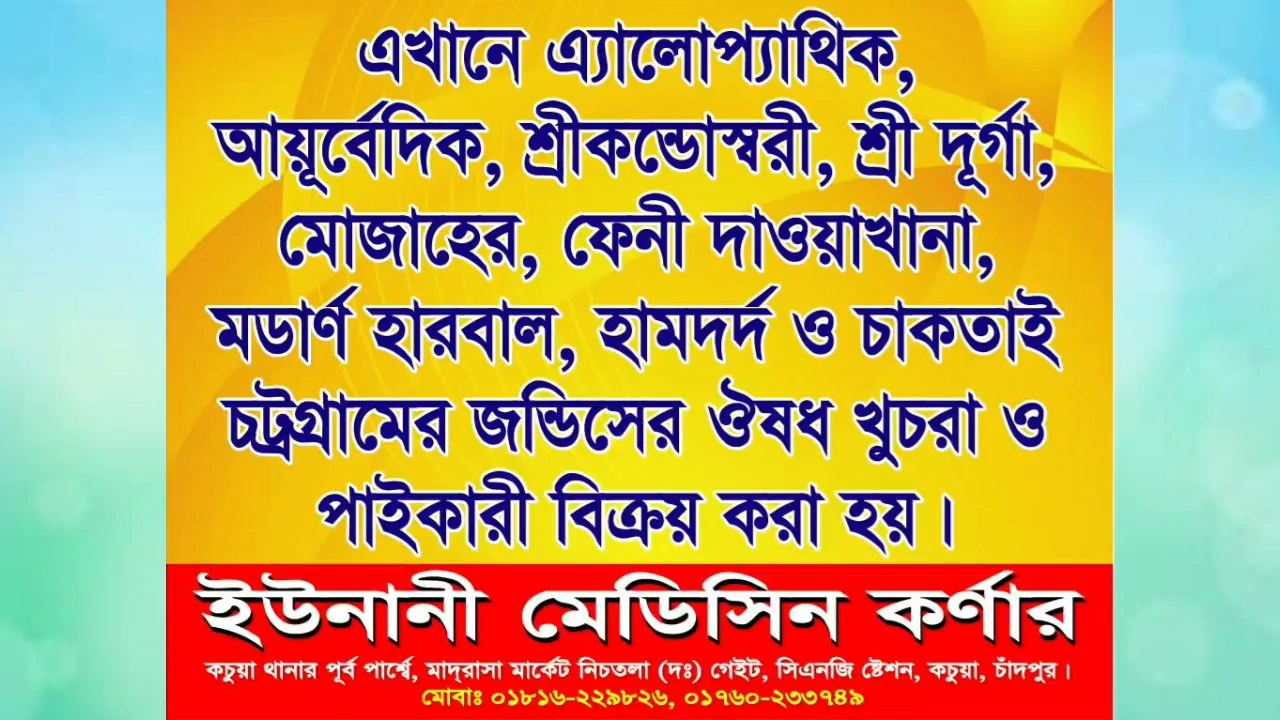 এখানে এ্যালোপ্যাথিক,
আয়ূর্বেদিক, শ্রীকন্ডোস্বরী, শ্রী দূর্গা,
মোজাহের, ফেনী দাওয়াখানা,
মডার্ণ হারবাল, হামদর্দ ও চাকতাই
চট্রগ্রামের জন্ডিসের ঔষধ খুচরা ও
পাইকারী বিক্রয় করা হয়।
ইউনানী মেডিসিন কর্ণার
কচুয়া থানার পূর্ব পার্শ্বে, মাদ্‌রাসা মার্কেট নিচতলা (দঃ) গেইট, সিএনজি ষ্টেশন, কচুয়া, চাঁদপুর।
মোবাঃ ০১৮১৬-২২৯৮২৬, ০১৭৬০-২৩৩৭৪৯